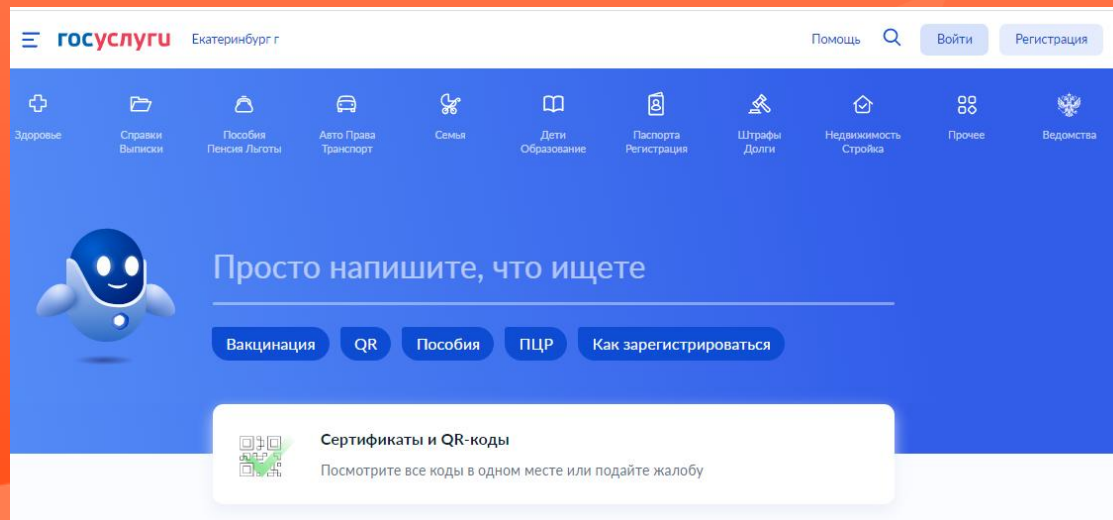 госуслуги Екатеринбург г Помощь Войти Регистрация
Здоровье
Справки
Выписки
Пособия
Пенсия Льготы
Авто Права
Транспорт
Семья
Дети
Образование
Паспорта
Регистрация
Штрафы
Долги
Недвижимость
Стройка
Прочее
Ведомства
Просто напишите, что ищете
Вакцинация QR Пособия ПЦР Как зарегистрироваться
Сертификаты и QR-коды
Посмотрите все коды в одном месте или подайте жалобу